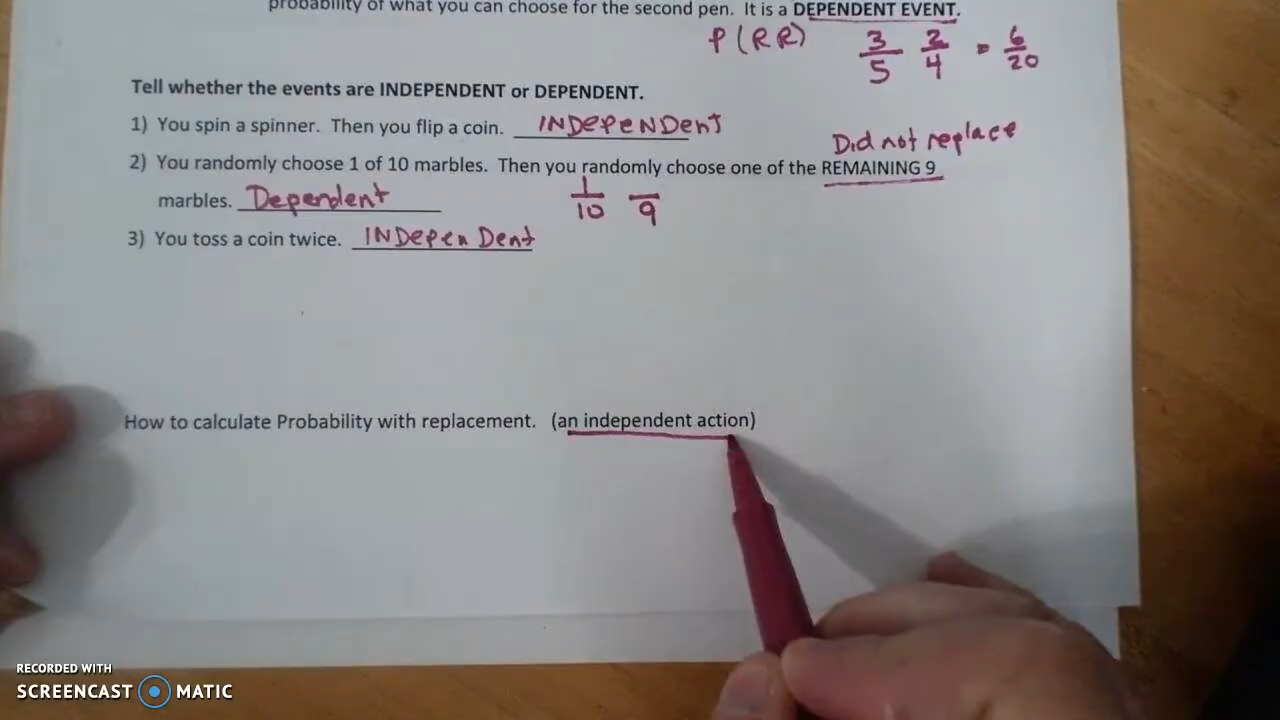 probability of what you can choose for the second pen. It is a DEPENDENT EVENT.
P(RR) 3/5 2/4 = 6/20
Tell whether the events are INDEPENDENT or DEPENDENT.
1) You spin a spinner. Then you flip a coin. INDePeNDent
Did not replace
2) You randomly choose 1 of 10 marbles. Then you randomly choose one of the REMAINING 9
marbles. Dependent 1/10 /9
3) You toss a coin twice. INDepenDent
How to calculate Probability with replacement. (an independent action)
RECORDED WITH
SCREENCAST MATIC